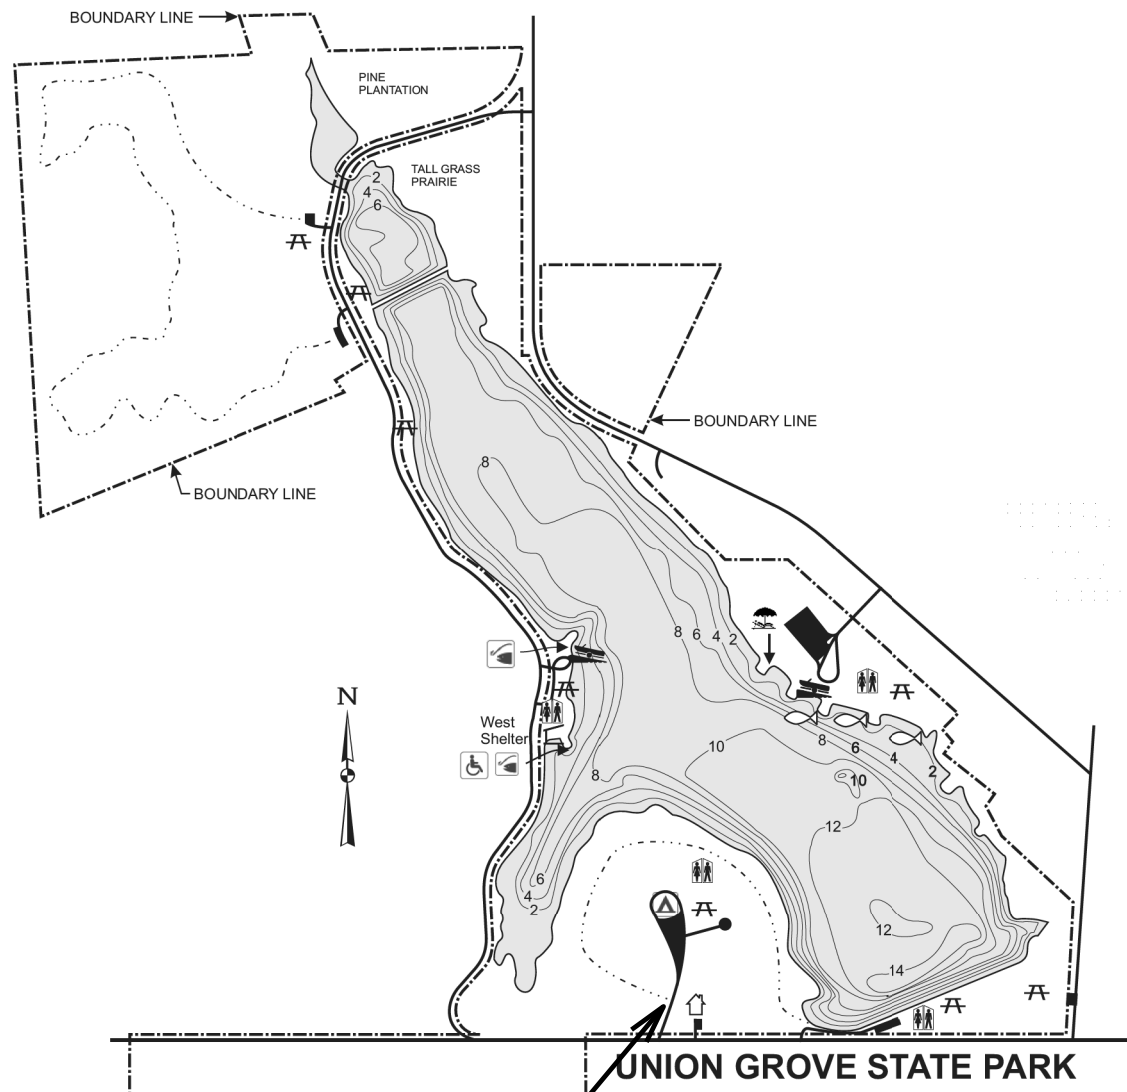 BOUNDARY LINE
PINE
PLANTATION
TALL GRASS
PRAIRIE
2
4
6
BOUNDARY LINE
8
BOUNDARY LINE
8 6 4 2
N
West
Shelter
10
8
6
4
2
8
10
12
6
4
2
12
14
UNION GROVE STATE PARK